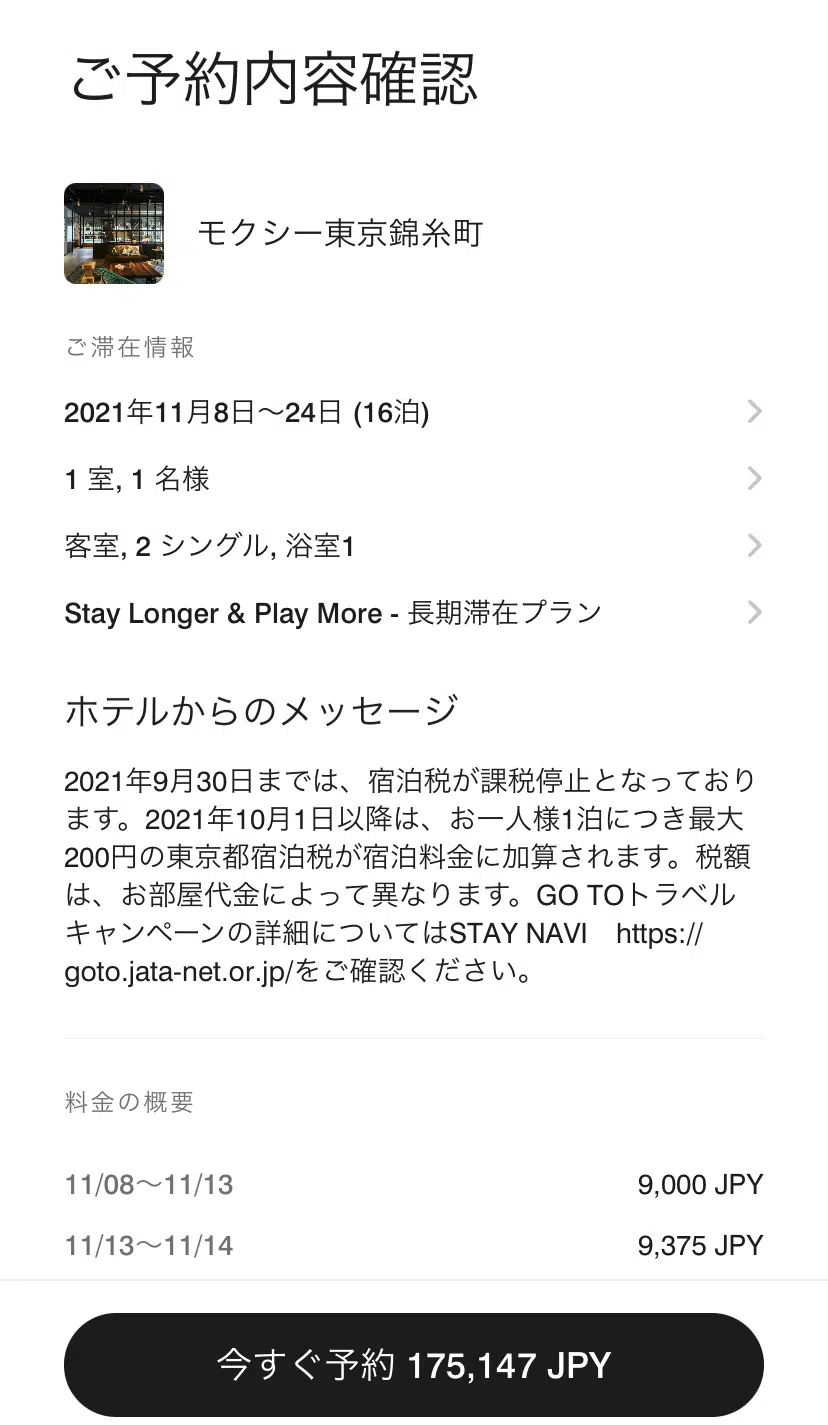 ご予約内容確認
モクシー東京錦糸町
ご滞在情報
2021年11月8日〜24日 (16泊)
1 室, 1 名様
客室, 2 シングル, 浴室1
Stay Longer & Play More - 長期滞在プラン
ホテルからのメッセージ
2021年9月30日までは、宿泊税が課税停止となっており
ます。2021年10月1日以降は、お一人様1泊につき最大
200円の東京都宿泊税が宿泊料金に加算されます。税額
は、お部屋代金によって異なります。GO TOトラベル
キャンペーンの詳細についてはSTAY NAVI　https://
goto.jata-net.or.jp/をご確認ください。
料金の概要
11/08〜11/13 9,000 JPY
11/13〜11/14 9,375 JPY
今すぐ予約 175,147 JPY